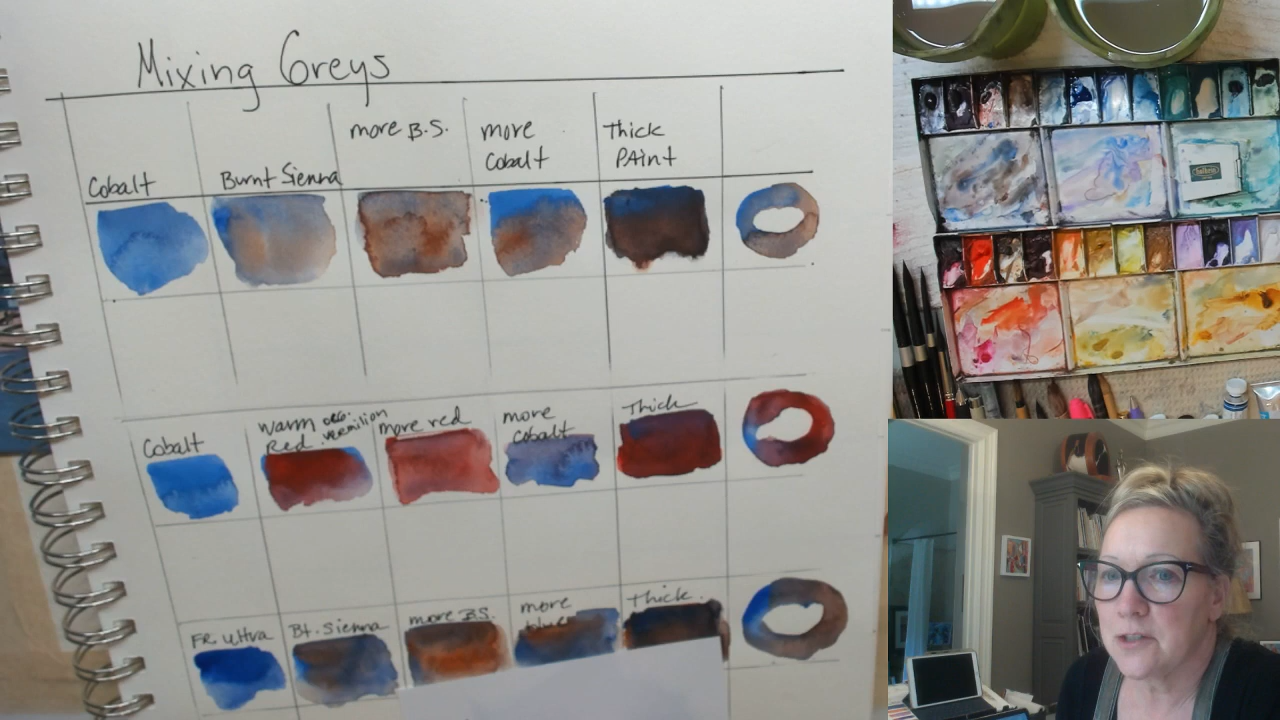 Mixing Greys
Cobalt
Burnt Sienna
more B.S.
more
Cobalt
Thick
PAint
Cobalt
warm
Red vermilion
more red
more
cobalt
Thick
FR. Ultra
Bt. Sienna
more B.S.
more
blue
Thick.